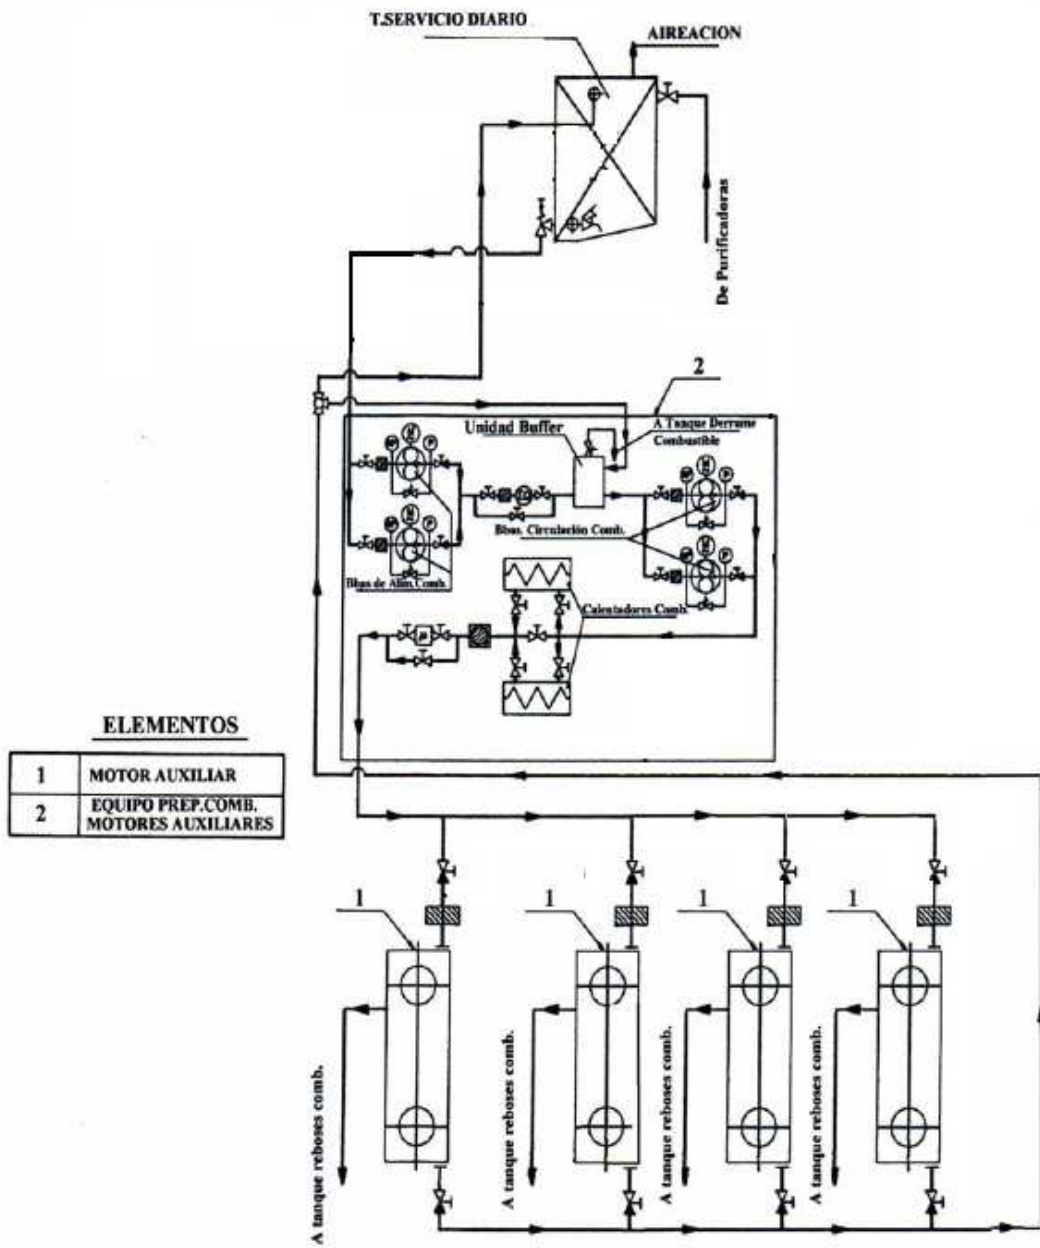 T.SERVICIO DIARIO
AIREACION
De Purificadoras
2
Unidad Buffer
A Tanque Derrame
Combustible
Bbas. Circulación Comb.
Bbas de Alim.Comb.
Calentadores Comb.
ELEMENTOS
1 MOTOR AUXILIAR
2 EQUIPO PREP.COMB.
MOTORES AUXILIARES
1 1 1 1
A tanque reboses comb.
A tanque reboses comb.
A tanque reboses comb.
A tanque reboses comb.